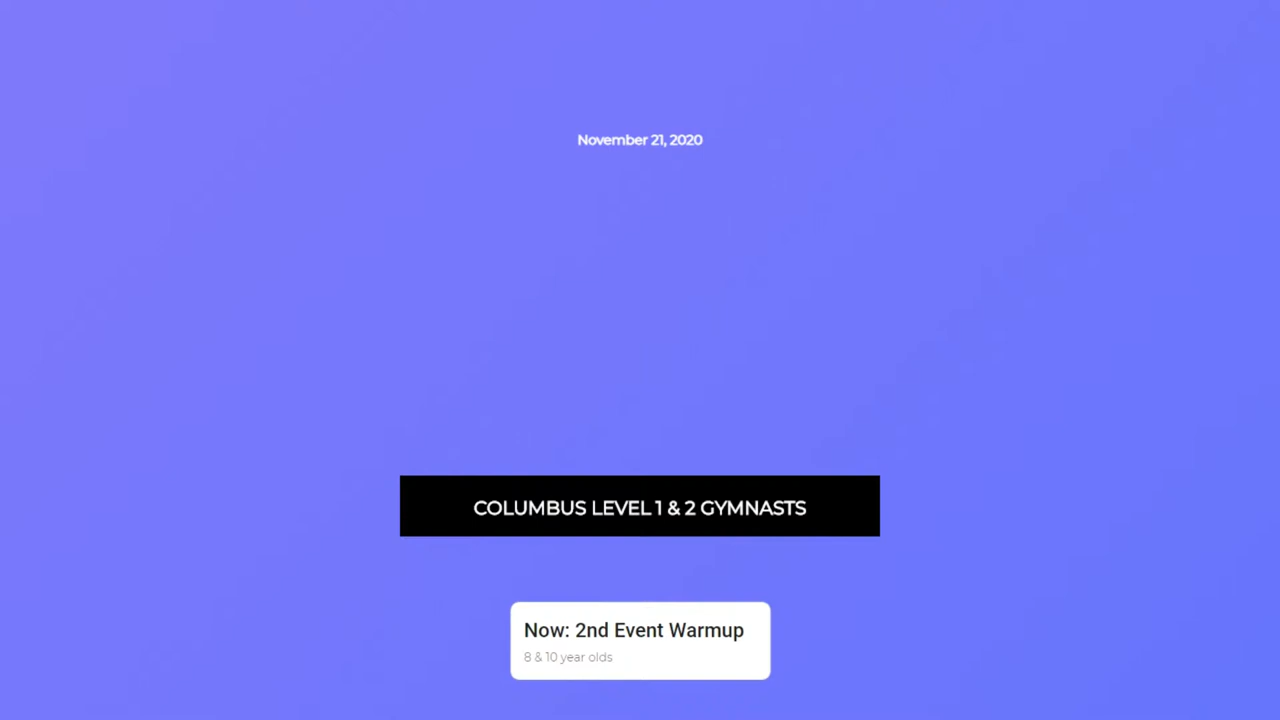 November 21, 2020
COLUMBUS LEVEL 1 & 2 GYMNASTS
Now: 2nd Event Warmup
8 & 10 year olds